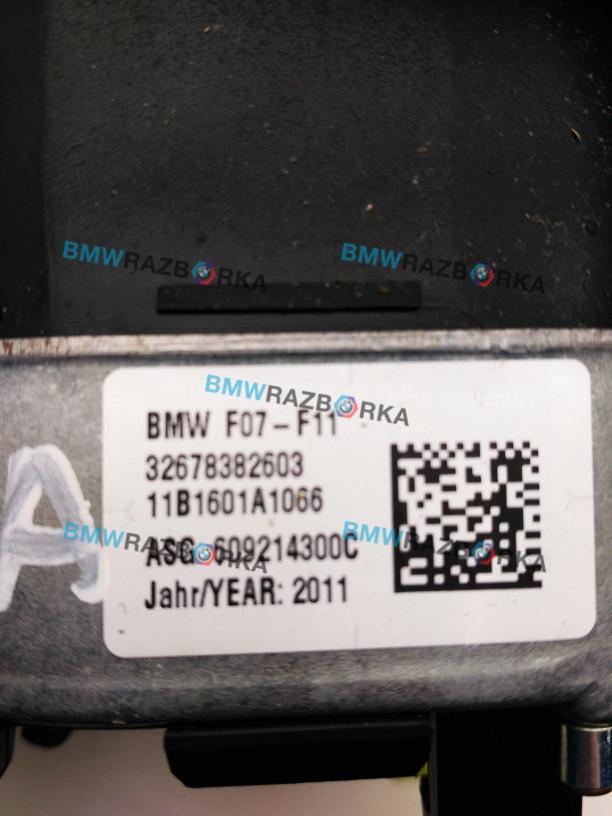 BMWRAZBORKA
BMWRAZBORKA
BMWRAZBORKA
BMW F07-F11
32678382603
11B1601A1066
ASG 609214300C
Jahr/YEAR: 2011
A
BMWRAZBORKA
BMWRAZBORKA